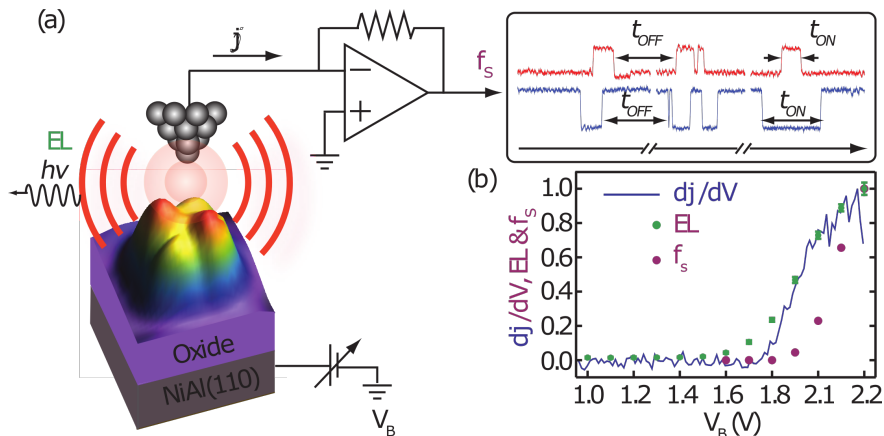 (a)
j
f_S
t_OFF
t_ON
t_OFF
t_ON
EL
hν
Oxide
NiAl(110)
V_B
(b)
dj/dV, EL & f_S
1.0
0.8
0.6
0.4
0.2
0.0
dj/dV
EL
f_s
1.0 1.2 1.4 1.6 1.8 2.0 2.2
V_B (V)